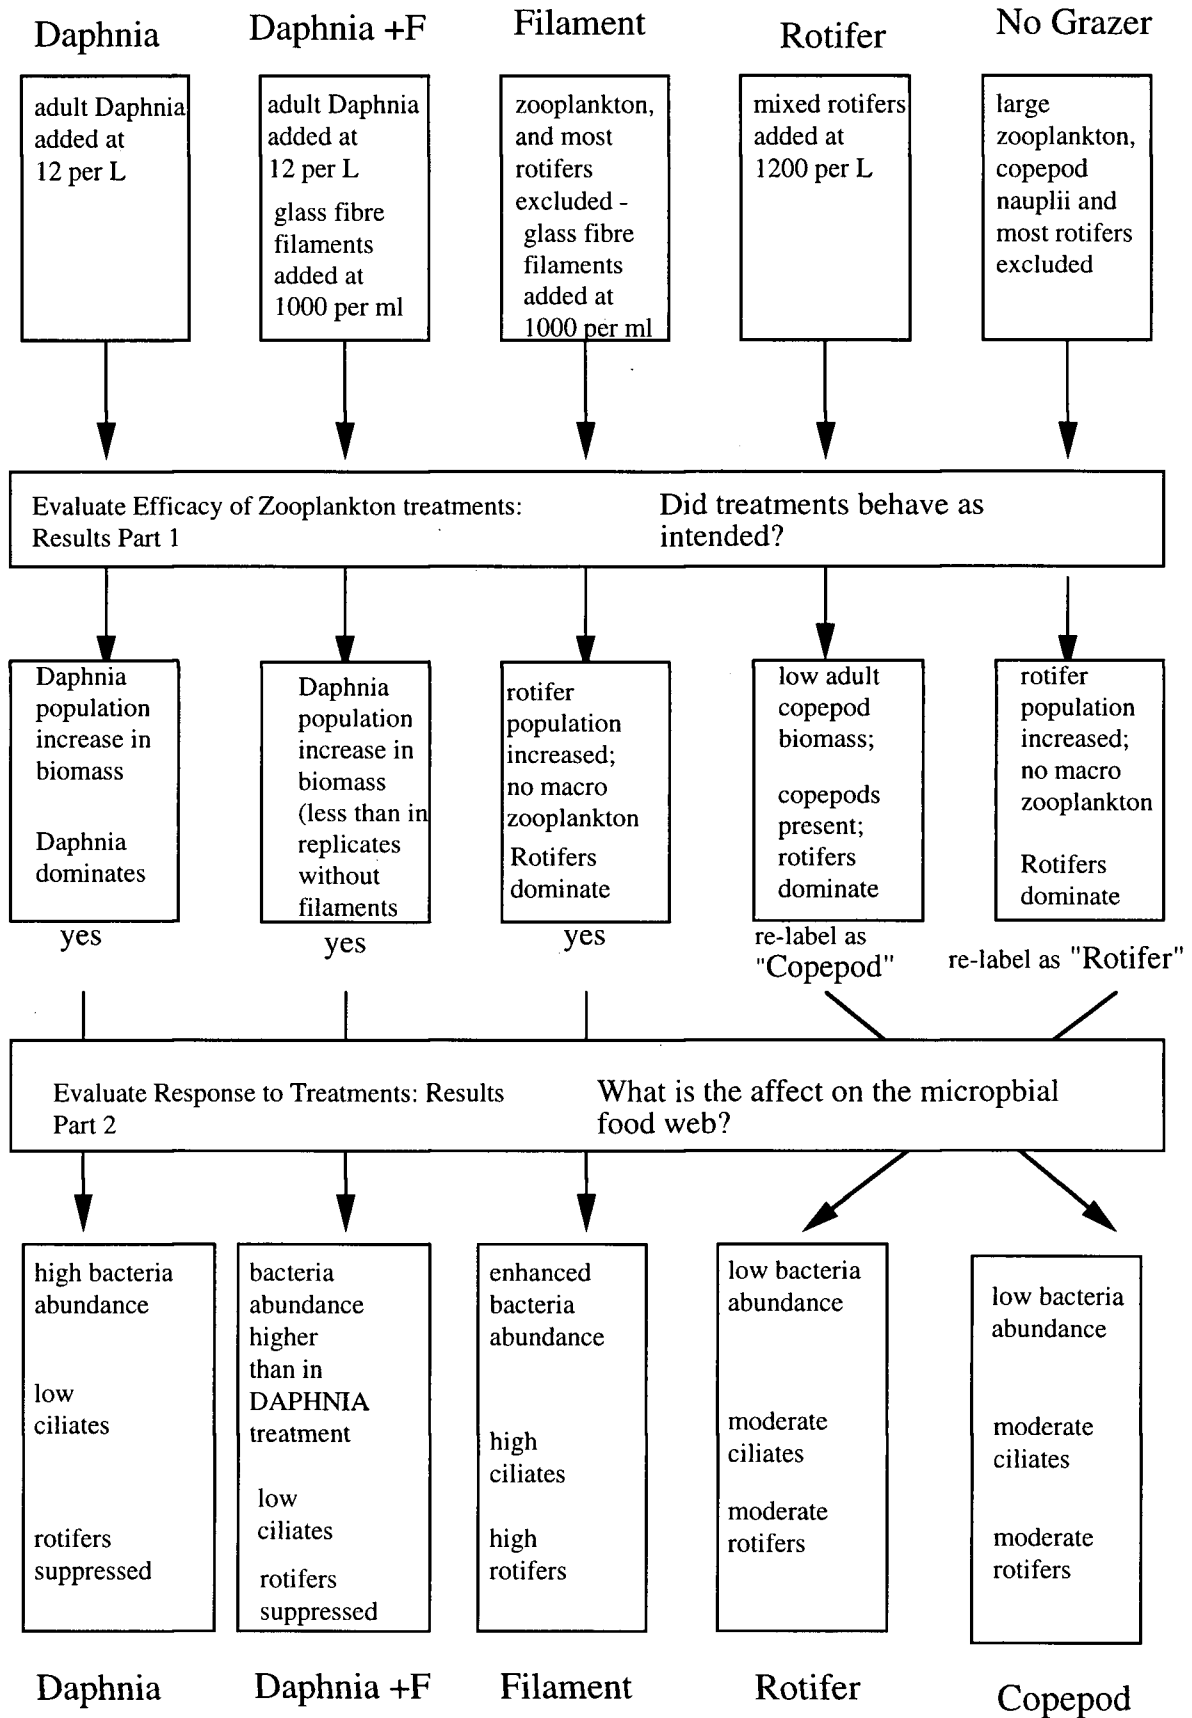 Daphnia
Daphnia +F
Filament
Rotifer
No Grazer
adult Daphnia
added at
12 per L
adult Daphnia
added at
12 per L
glass fibre
filaments
added at
1000 per ml
zooplankton,
and most
rotifers
excluded -
glass fibre
filaments
added at
1000 per ml
mixed rotifers
added at
1200 per L
large
zooplankton,
copepod
nauplii and
most rotifers
excluded
Evaluate Efficacy of Zooplankton treatments:
Results Part 1
Did treatments behave as
intended?
Daphnia
population
increase in
biomass
Daphnia
dominates
yes
Daphnia
population
increase in
biomass
(less than in
replicates
without
filaments
yes
rotifer
population
increased;
no macro
zooplankton
Rotifers
dominate
yes
low adult
copepod
biomass;
copepods
present;
rotifers
dominate
re-label as
"Copepod"
rotifer
population
increased;
no macro
zooplankton
Rotifers
dominate
re-label as "Rotifer"
Evaluate Response to Treatments: Results
Part 2
What is the affect on the micropbial
food web?
high bacteria
abundance
low
ciliates
rotifers
suppressed
bacteria
abundance
higher
than in
DAPHNIA
treatment
low
ciliates
rotifers
suppressed
enhanced
bacteria
abundance
high
ciliates
high
rotifers
low bacteria
abundance
moderate
ciliates
moderate
rotifers
low bacteria
abundance
moderate
ciliates
moderate
rotifers
Daphnia
Daphnia +F
Filament
Rotifer
Copepod